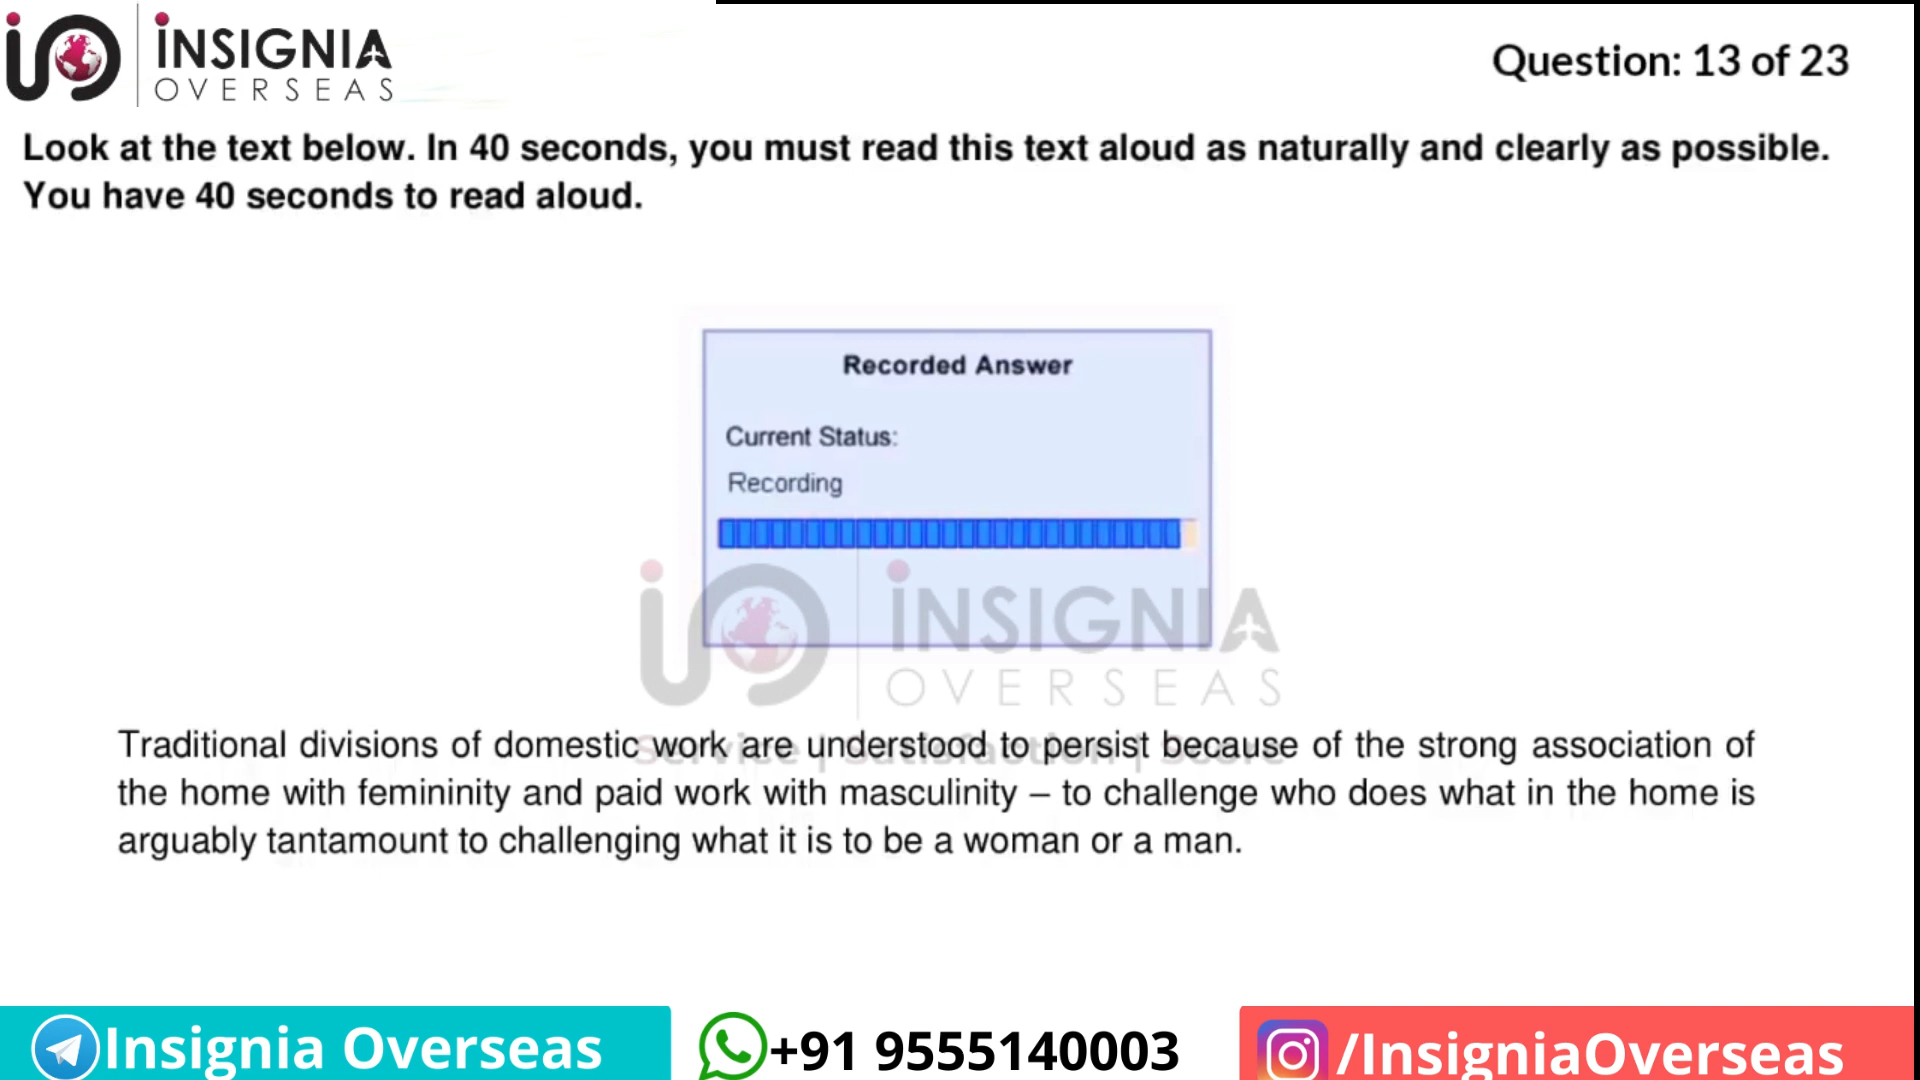 INSIGNIA
OVERSEAS
Question: 13 of 23
Look at the text below. In 40 seconds, you must read this text aloud as naturally and clearly as possible.
You have 40 seconds to read aloud.
Recorded Answer
Current Status:
Recording
INSIGNIA
OVERSEAS
Service | Satisfaction | Score
Traditional divisions of domestic work are understood to persist because of the strong association of
the home with femininity and paid work with masculinity – to challenge who does what in the home is
arguably tantamount to challenging what it is to be a woman or a man.
Insignia Overseas
+91 9555140003
/InsigniaOverseas